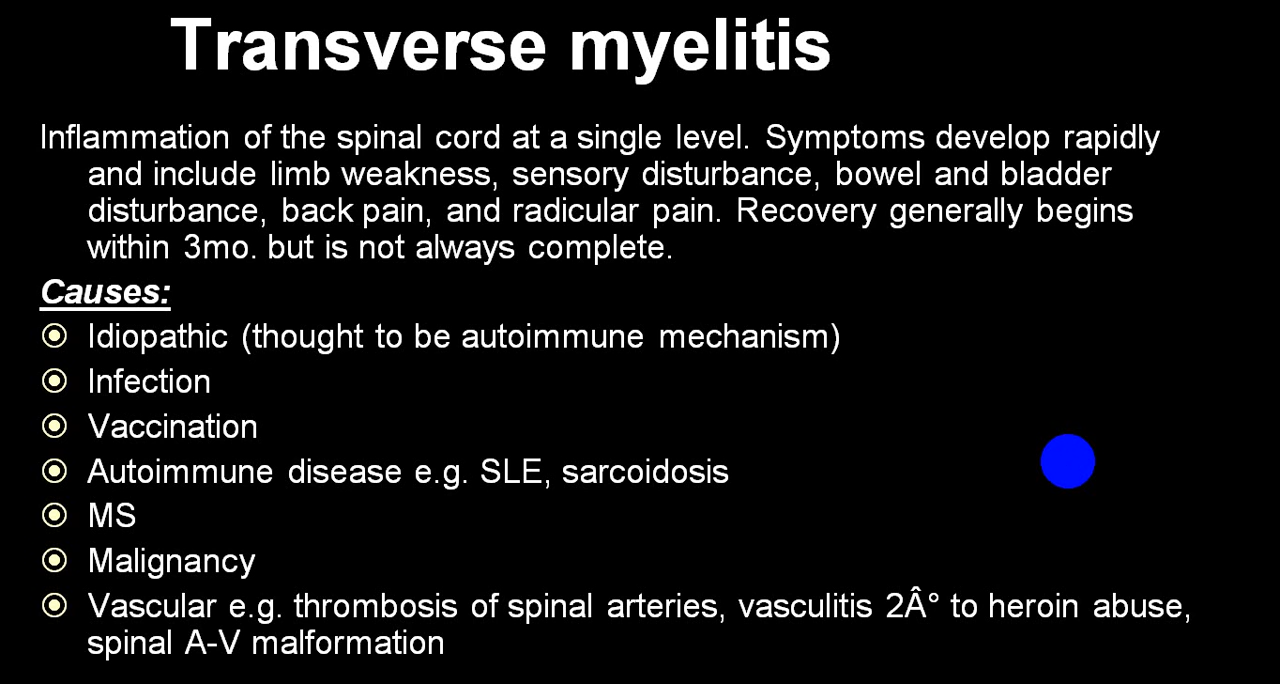 Transverse myelitis
Inflammation of the spinal cord at a single level. Symptoms develop rapidly
and include limb weakness, sensory disturbance, bowel and bladder
disturbance, back pain, and radicular pain. Recovery generally begins
within 3mo. but is not always complete.
Causes:
Idiopathic (thought to be autoimmune mechanism)
Infection
Vaccination
Autoimmune disease e.g. SLE, sarcoidosis
MS
Malignancy
Vascular e.g. thrombosis of spinal arteries, vasculitis 2Â° to heroin abuse,
spinal A-V malformation